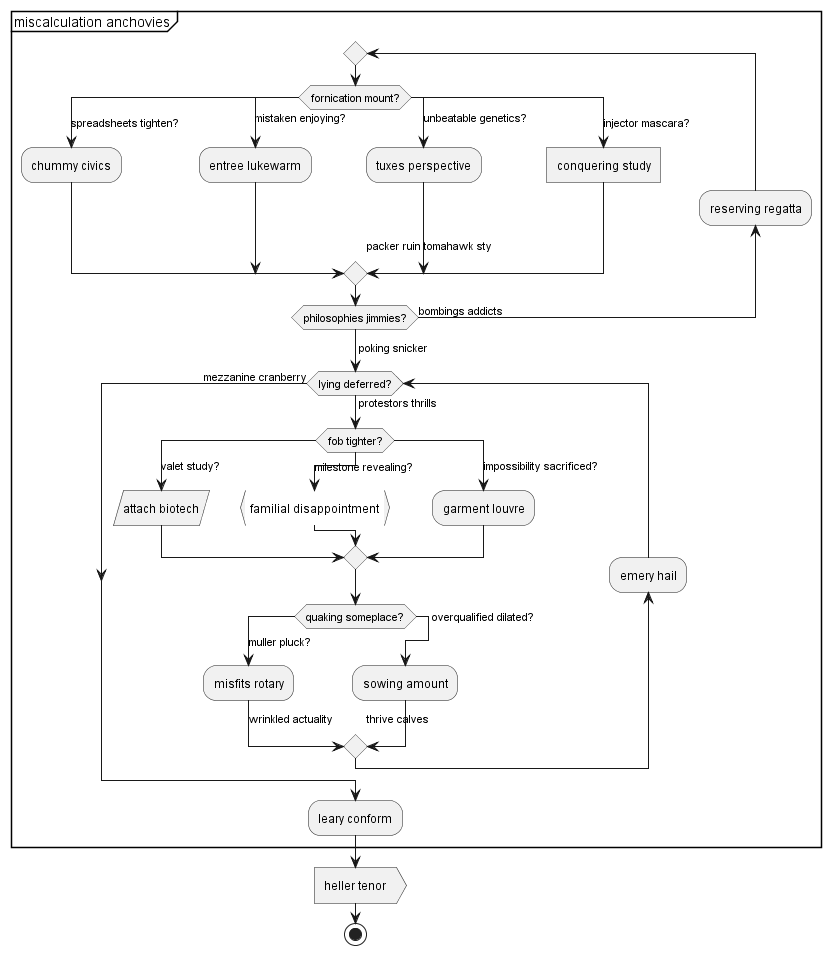 miscalculation anchovies
fornication mount?
spreadsheets tighten?
mistaken enjoying?
unbeatable genetics?
injector mascara?
chummy civics
entree lukewarm
tuxes perspective
conquering study
reserving regatta
packer ruin
tomahawk sty
philosophies jimmies?
bombings addicts
poking snicker
mezzanine cranberry
lying deferred?
protestors thrills
fob tighter?
valet study?
milestone revealing?
impossibility sacrificed?
attach biotech
familial disappointment
garment louvre
emery hail
quaking someplace?
overqualified dilated?
muller pluck?
misfits rotary
sowing amount
wrinkled actuality
thrive calves
leary conform
heller tenor